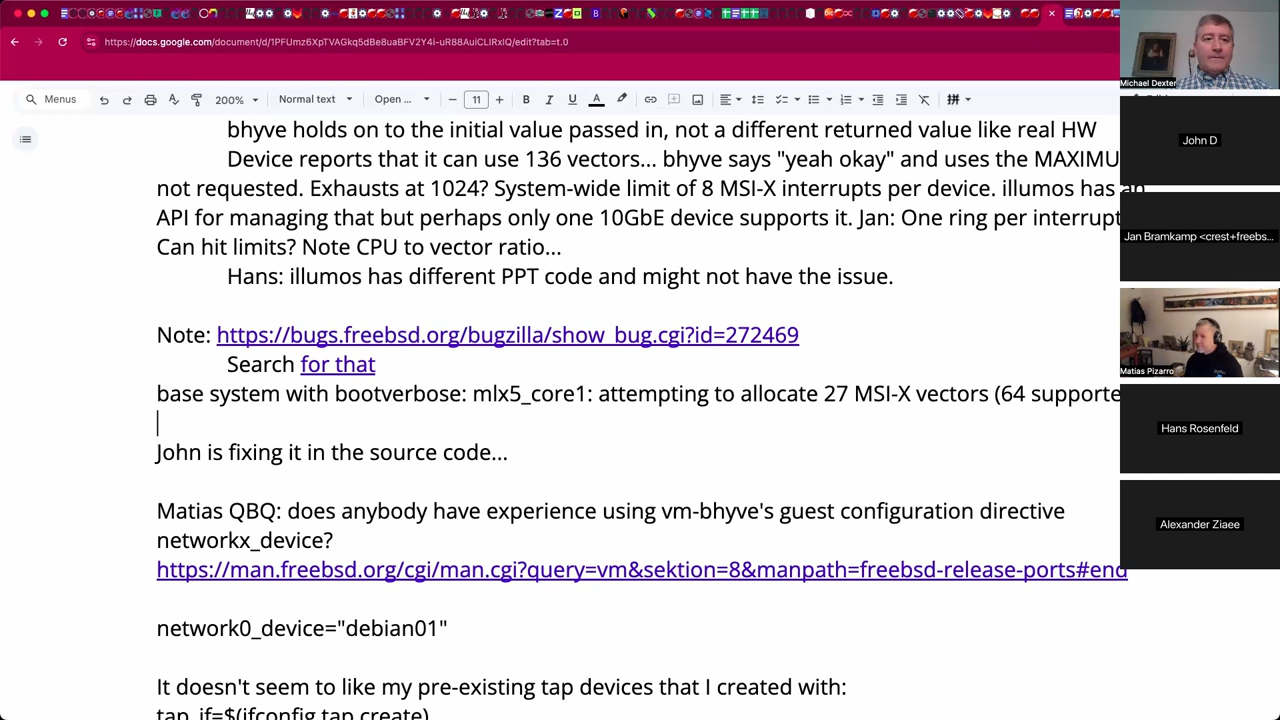 https://docs.google.com/document/d/1PFUmz6XpTVAGkq5dBe8uaBFV2Y4i-uR88AuiCLIRxIQ/edit?tab=t.0
Menus
200%
Normal text
Open ...
11
bhyve holds on to the initial value passed in, not a different returned value like real HW
Device reports that it can use 136 vectors... bhyve says "yeah okay" and uses the MAXIMU
not requested. Exhausts at 1024? System-wide limit of 8 MSI-X interrupts per device. illumos has an
API for managing that but perhaps only one 10GbE device supports it. Jan: One ring per interrupt
Can hit limits? Note CPU to vector ratio...
Hans: illumos has different PPT code and might not have the issue.
Note: https://bugs.freebsd.org/bugzilla/show_bug.cgi?id=272469
Search for that
base system with bootverbose: mlx5_core1: attempting to allocate 27 MSI-X vectors (64 supporte
John is fixing it in the source code...
Matias QBQ: does anybody have experience using vm-bhyve's guest configuration directive
networkx_device?
https://man.freebsd.org/cgi/man.cgi?query=vm&sektion=8&manpath=freebsd-release-ports#end
network0_device="debian01"
It doesn't seem to like my pre-existing tap devices that I created with:
tap_if=$(ifconfig tap create)
Michael Dexter
John D
Jan Bramkamp <crest+freebs...
Matias Pizarro
Hans Rosenfeld
Alexander Ziaee